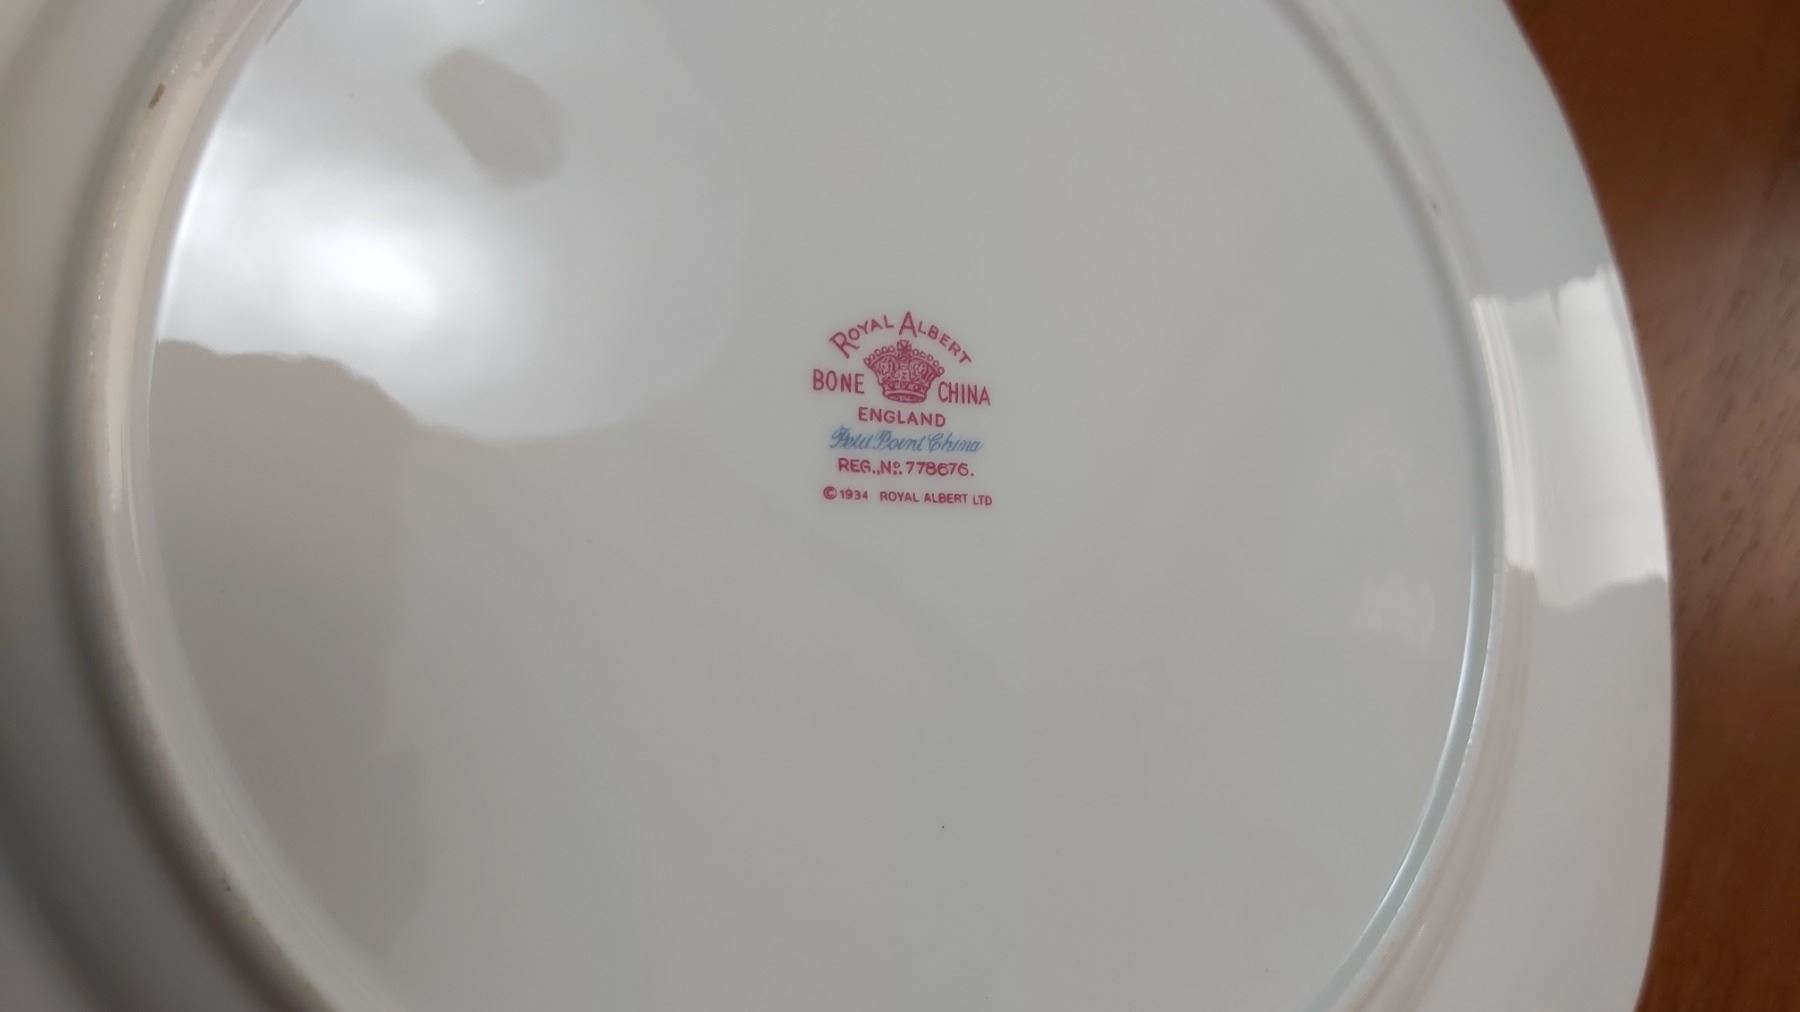 ROYAL ALBERT
BONE CHINA
ENGLAND
Petit Point China
REG. Nº. 778676.
© 1934 ROYAL ALBERT LTD